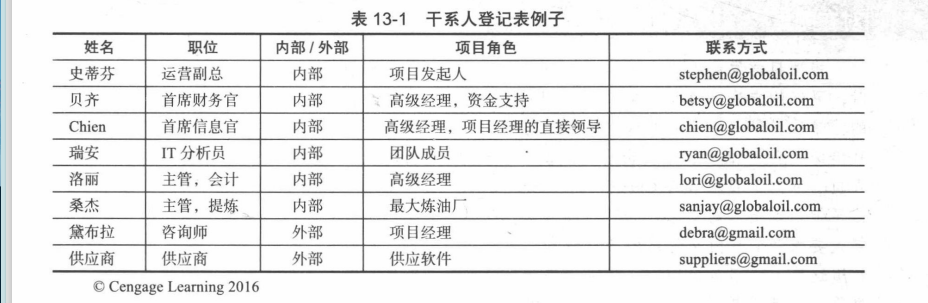 表 13-1 干系人登记表例子
姓名 职位 内部 / 外部 项目角色 联系方式
史蒂芬 运营副总 内部 项目发起人 stephen@globaloil.com
贝齐 首席财务官 内部 高级经理，资金支持 betsy@globaloil.com
Chien 首席信息官 内部 高级经理，项目经理的直接领导 chien@globaloil.com
瑞安 IT 分析员 内部 团队成员 ryan@globaloil.com
洛丽 主管，会计 内部 高级经理 lori@globaloil.com
桑杰 主管，提炼 内部 最大炼油厂 sanjay@globaloil.com
黛布拉 咨询师 外部 项目经理 debra@gmail.com
供应商 供应商 外部 供应软件 suppliers@gmail.com
© Cengage Learning 2016